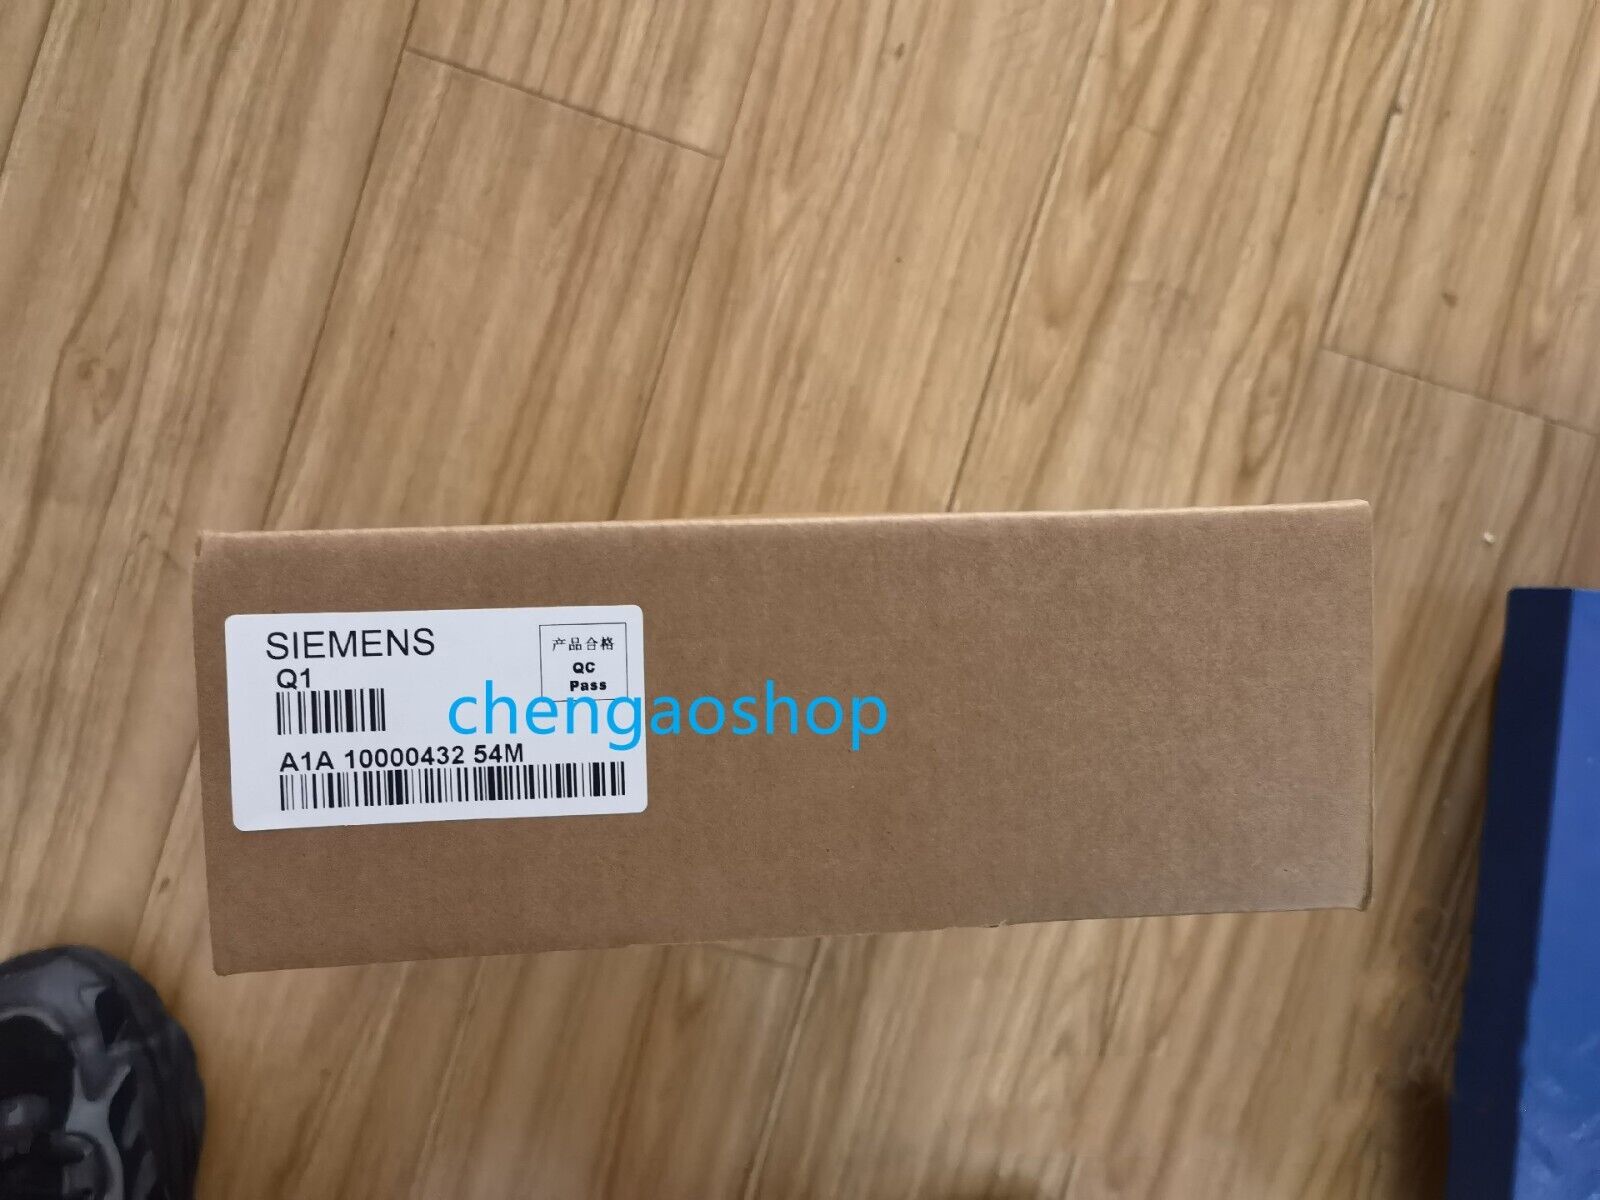 SIEMENS
Q1
产品合格
QC
Pass
chengaoshop
A1A 10000432 54M